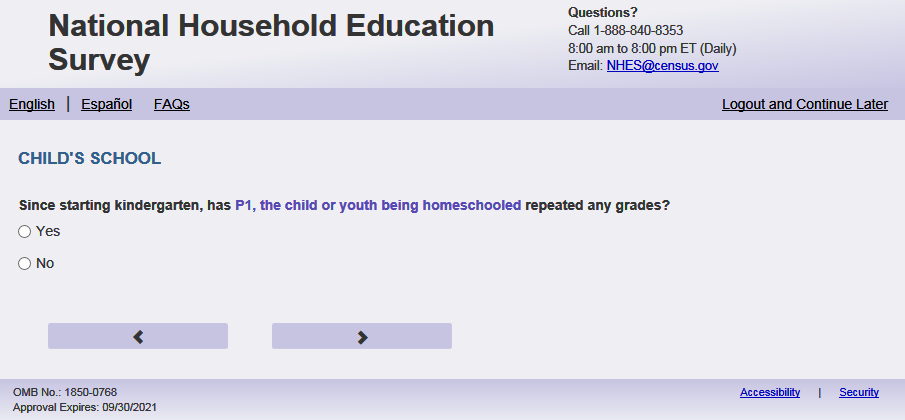 National Household Education
Survey
Questions?
Call 1-888-840-8353
8:00 am to 8:00 pm ET (Daily)
Email: NHES@census.gov
English | Español FAQs Logout and Continue Later
CHILD'S SCHOOL
Since starting kindergarten, has P1, the child or youth being homeschooled repeated any grades?
Yes
No
OMB No.: 1850-0768
Approval Expires: 09/30/2021
Accessibility | Security